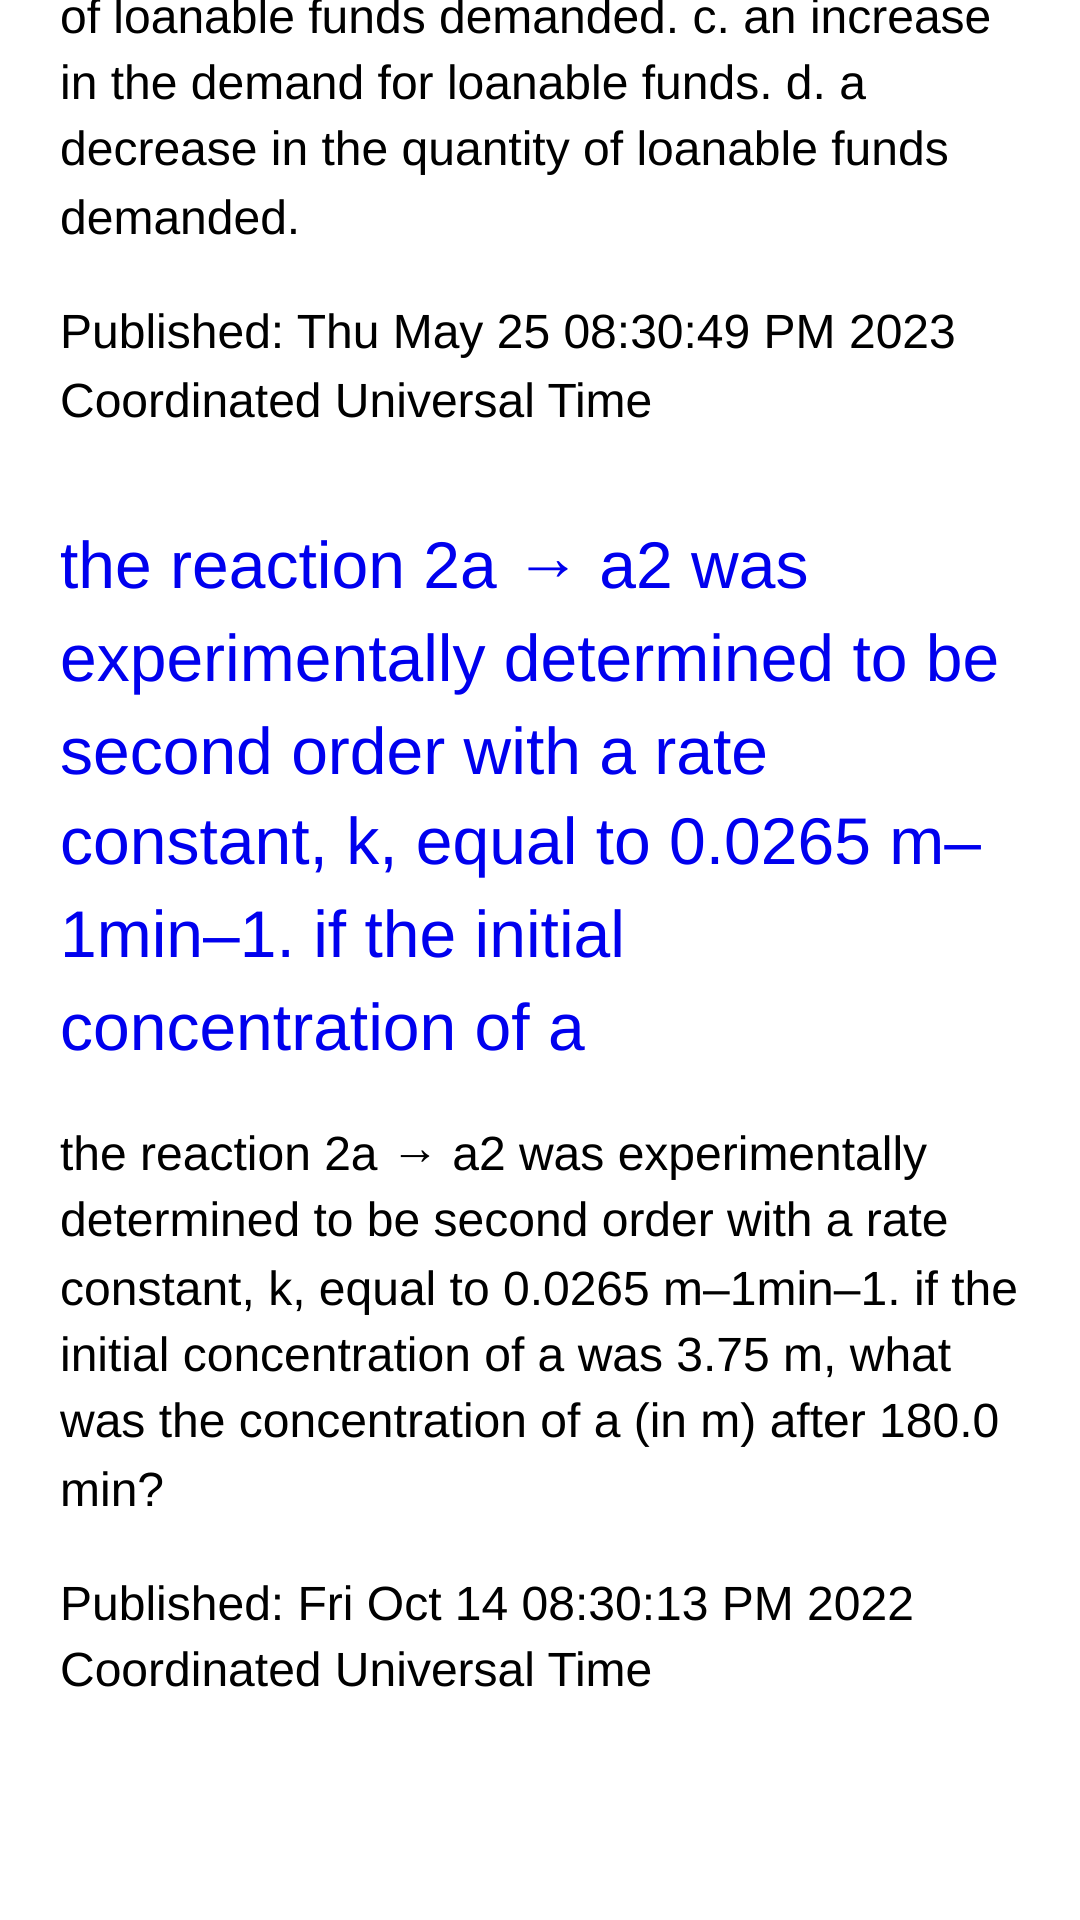 of loanable funds demanded. c. an increase
in the demand for loanable funds. d. a
decrease in the quantity of loanable funds
demanded.
Published: Thu May 25 08:30:49 PM 2023
Coordinated Universal Time
the reaction 2a → a2 was
experimentally determined to be
second order with a rate
constant, k, equal to 0.0265 m–
1min–1. if the initial
concentration of a
the reaction 2a → a2 was experimentally
determined to be second order with a rate
constant, k, equal to 0.0265 m–1min–1. if the
initial concentration of a was 3.75 m, what
was the concentration of a (in m) after 180.0
min?
Published: Fri Oct 14 08:30:13 PM 2022
Coordinated Universal Time